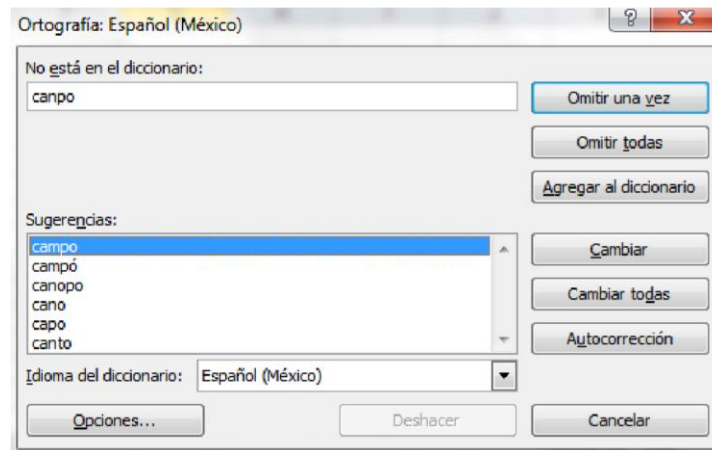 Ortografía: Español (México)
No está en el diccionario:
canpo
Omitir una vez
Omitir todas
Agregar al diccionario
Sugerencias:
campo
campó
canopo
cano
capo
canto
Cambiar
Cambiar todas
Autocorrección
Idioma del diccionario: Español (México)
Opciones... Deshacer Cancelar